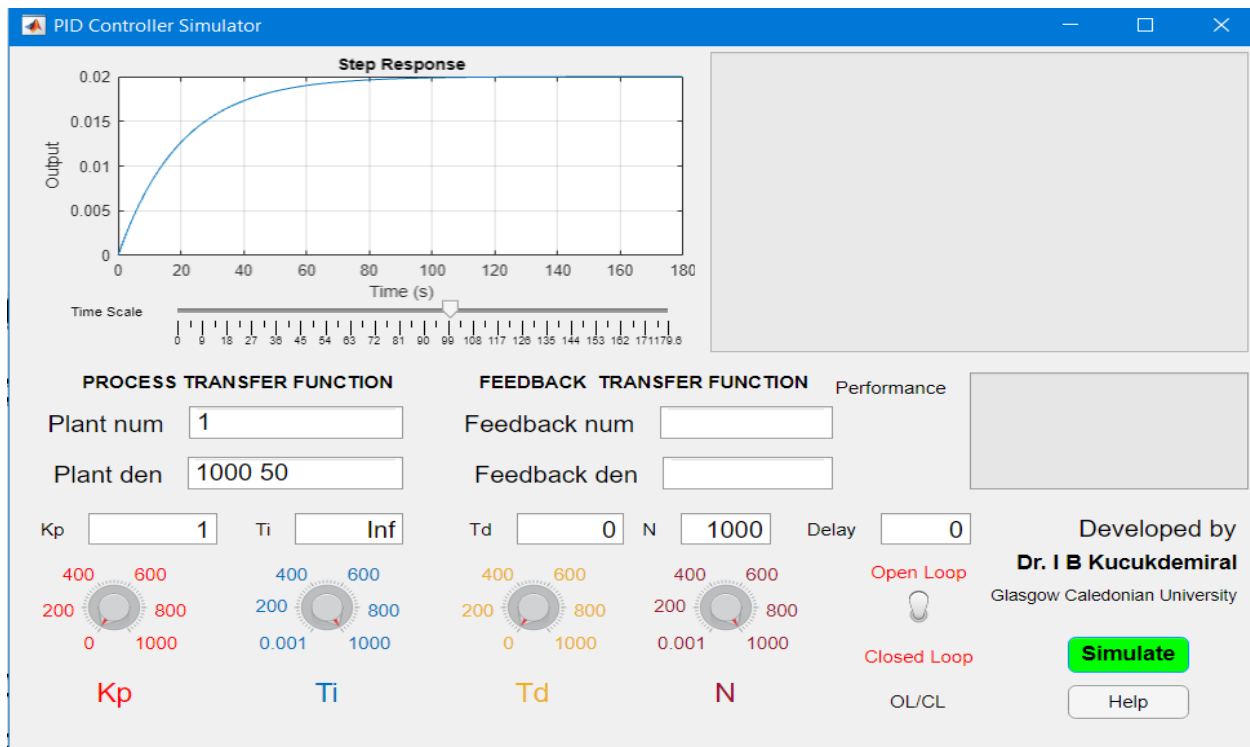 PID Controller Simulator
Step Response
0.02
0.015
0.01
0.005
0
Output
0 20 40 60 80 100 120 140 160 180
Time (s)
Time Scale
0 9 18 27 36 45 54 63 72 81 90 99 108 117 126 135 144 153 162 171179.6
PROCESS TRANSFER FUNCTION
FEEDBACK TRANSFER FUNCTION
Performance
Plant num 1
Feedback num
Plant den 1000 50
Feedback den
Kp 1 Ti Inf Td 0 N 1000 Delay 0
Developed by
Dr. I B Kucukdemiral
Glasgow Caledonian University
400 600
200 800
0 1000
Kp
400 600
200 800
0.001 1000
Ti
400 600
200 800
0 1000
Td
400 600
200 800
0.001 1000
N
Open Loop
Closed Loop
OL/CL
Simulate
Help